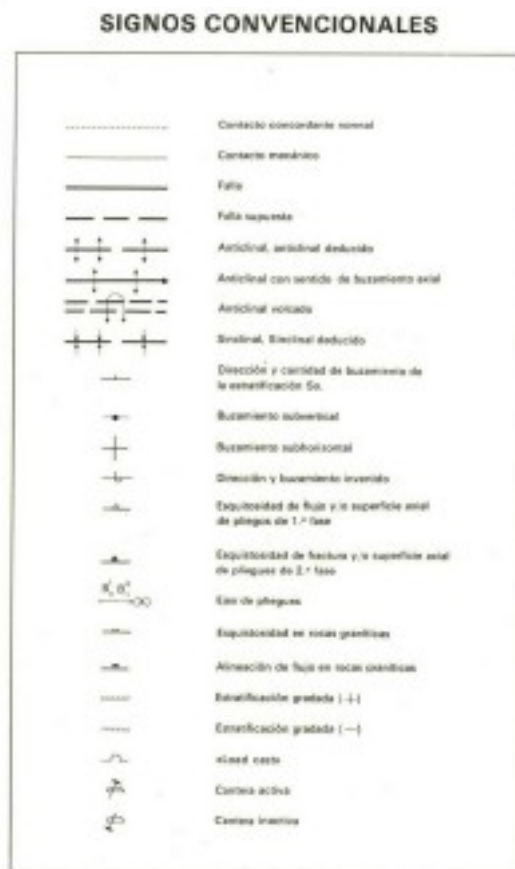 SIGNOS CONVENCIONALES
Contacto concordante normal
Contacto mecánico
Falla
Falla supuesta
Anticlinal, anticlinal deducido
Anticlinal con sentido de buzamiento axial
Anticlinal volcado
Sinclinal, Sinclinal deducido
Dirección y cantidad de buzamiento de
la estratificación So.
Buzamiento subvertical
Buzamiento subhorizontal
Dirección y buzamiento invertido
Esquistosidad de flujo y/o superficie axial
de pliegos de 1.ª fase
Esquistosidad de fractura y/o superficie axial
de pliegues de 2.ª fase
Ejes de pliegues
Esquistosidad en rocas graníticas
Alineación de flujo en rocas graníticas
Estratificación gradada (-|-)
Estratificación gradada (—)
«Load casts
Cantera activa
Cantera inactiva